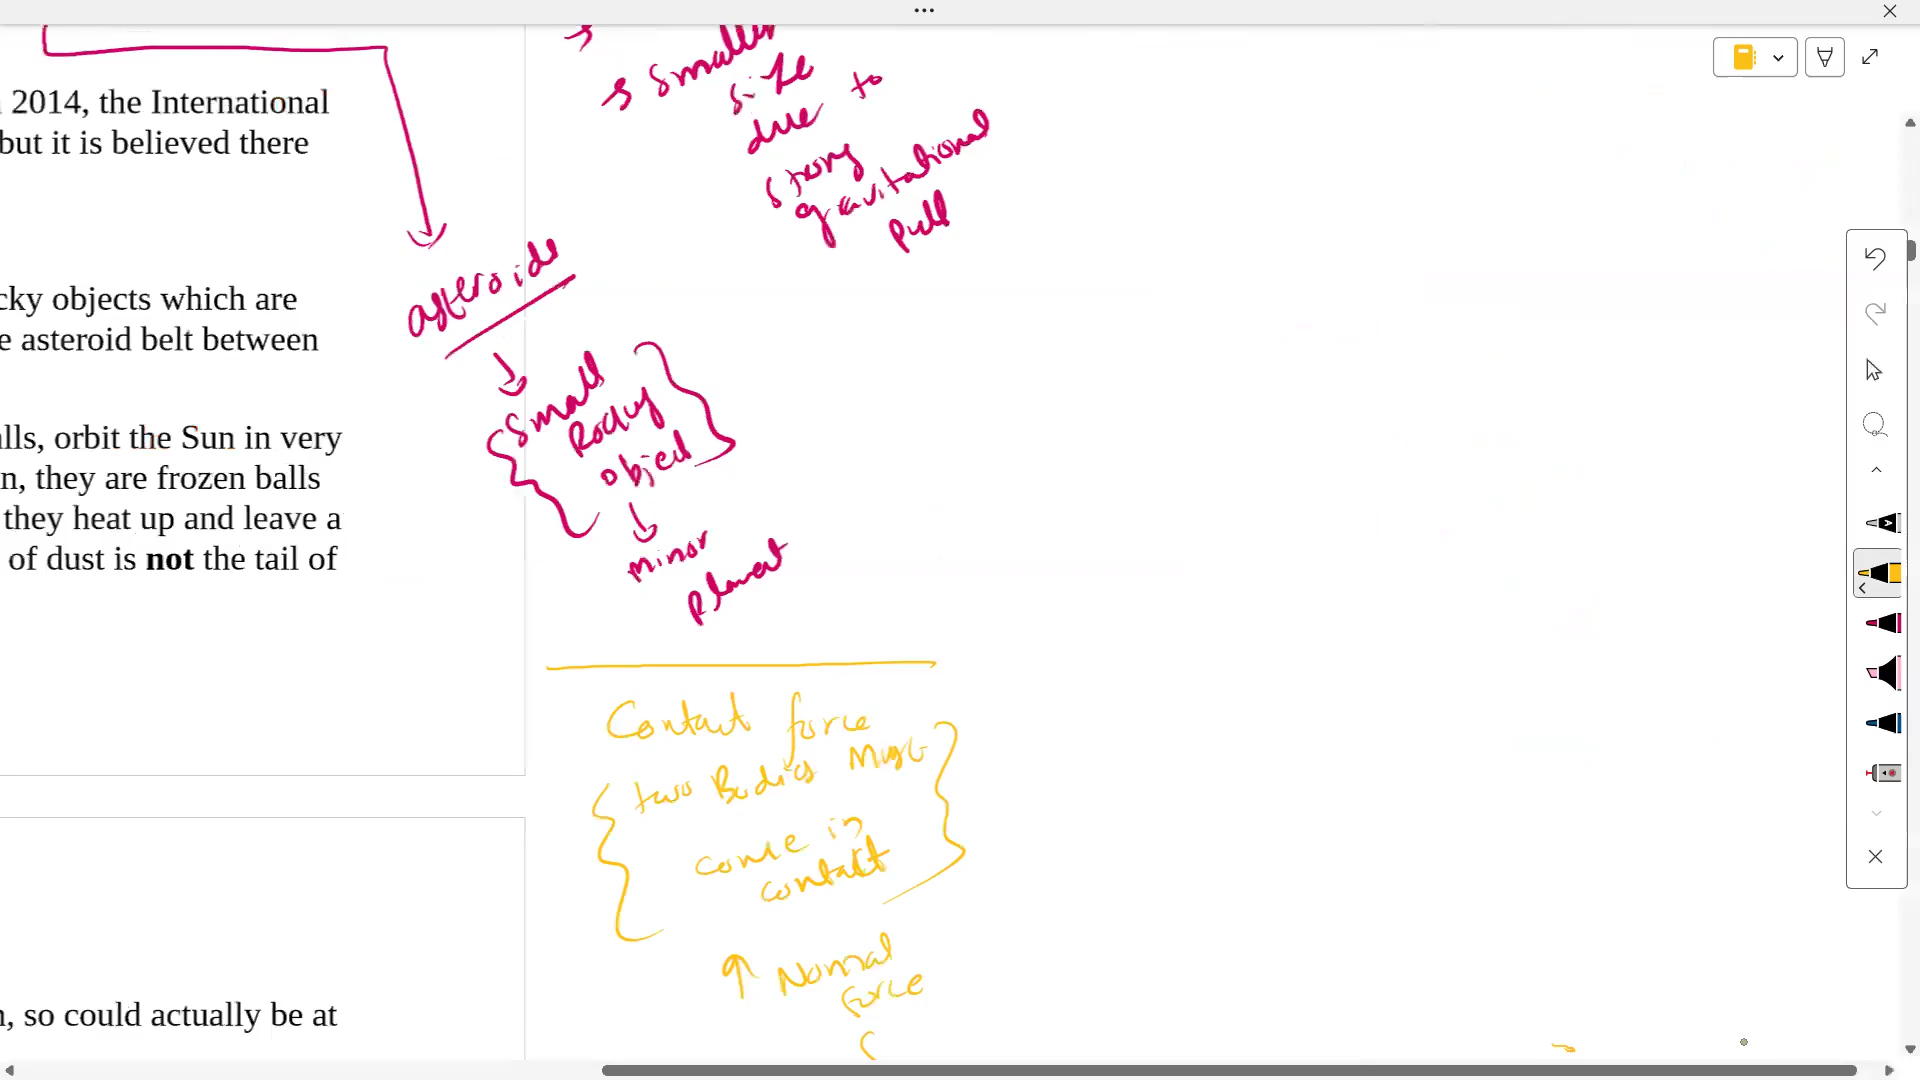 2014, the International
but it is believed there
cky objects which are
e asteroid belt between
lls, orbit the Sun in very
n, they are frozen balls
they heat up and leave a
of dust is not the tail of
, so could actually be at
→ smaller
size
due to
strong
gravitational
pull
asteroids
small
Rocky
object
minor
planet
Contact force
two Bodies Must
come in
contact
Normal
force